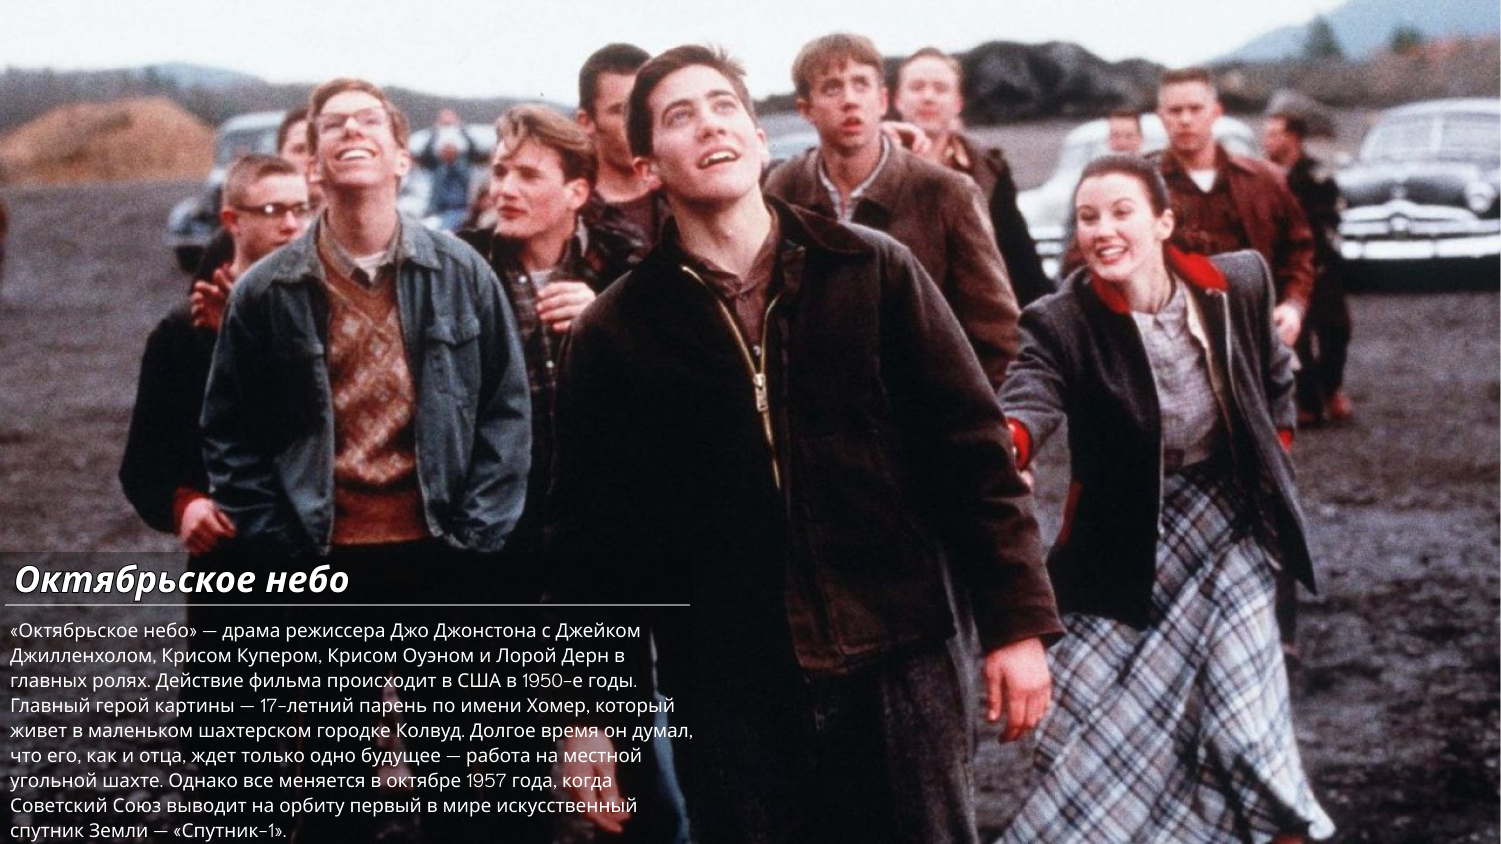 Октябрьское небо
«Октябрьское небо» — драма режиссера Джо Джонстона с Джейком
Джилленхолом, Крисом Купером, Крисом Оуэном и Лорой Дерн в
главных ролях. Действие фильма происходит в США в 1950-е годы.
Главный герой картины — 17-летний парень по имени Хомер, который
живет в маленьком шахтерском городке Колвуд. Долгое время он думал,
что его, как и отца, ждет только одно будущее — работа на местной
угольной шахте. Однако все меняется в октябре 1957 года, когда
Советский Союз выводит на орбиту первый в мире искусственный
спутник Земли — «Спутник-1».